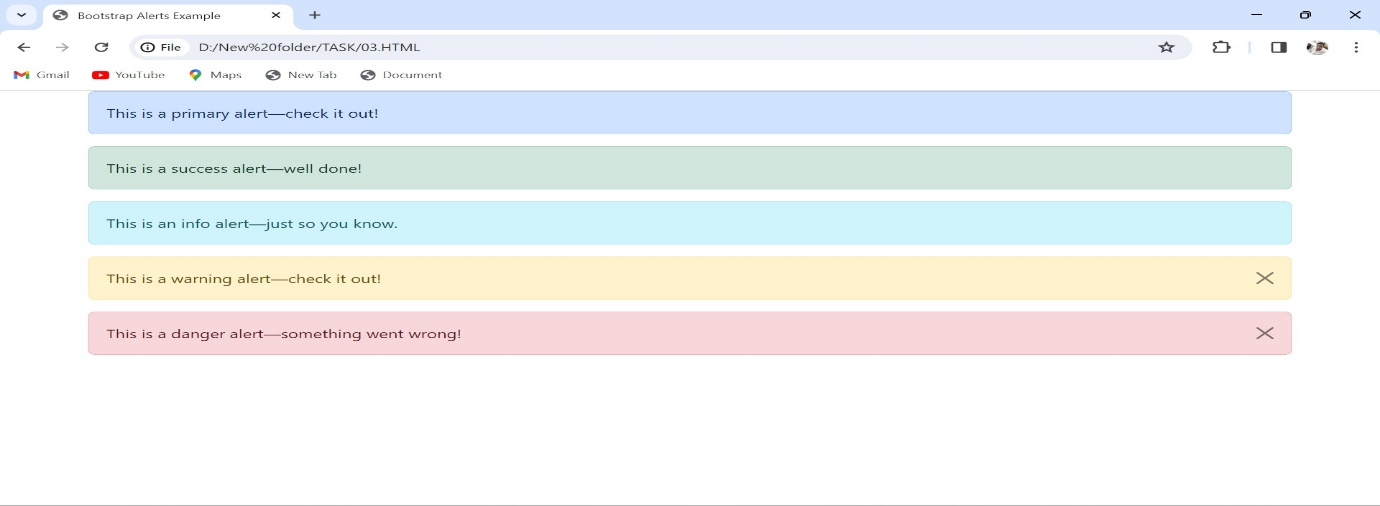 Bootstrap Alerts Example
File D:/New%20folder/TASK/03.HTML
Gmail YouTube Maps New Tab Document
This is a primary alert—check it out!
This is a success alert—well done!
This is an info alert—just so you know.
This is a warning alert—check it out!
This is a danger alert—something went wrong!